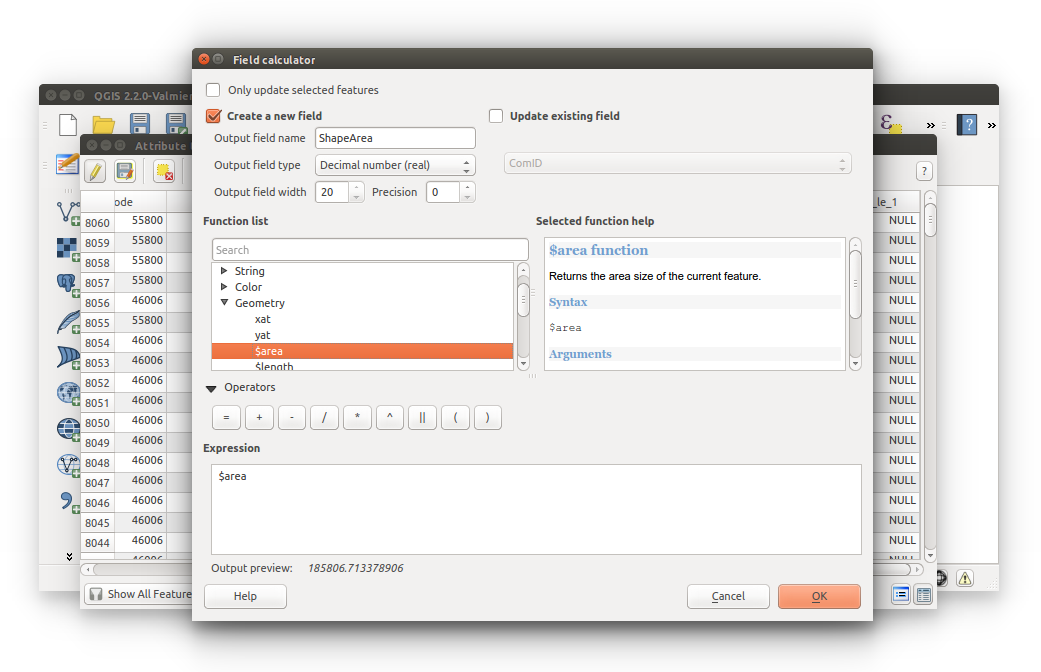 Field calculator
QGIS 2.2.0-Valmie
Attribute
Only update selected features
Create a new field
Update existing field
Output field name ShapeArea
Output field type Decimal number (real)
ComID
Output field width 20 Precision 0
Function list
Selected function help
Search
String
Color
Geometry
xat
yat
$area
$length
$area function
Returns the area size of the current feature.
Syntax
$area
Arguments
Operators
= + - / * ^ || ( )
Expression
$area
Output preview: 185806.713378906
Help
Cancel
OK
ode
_le_1
8060 55800 NULL
8059 55800 NULL
8058 55800 NULL
8057 55800 NULL
8056 46006 NULL
8055 55800 NULL
8054 46006 NULL
8053 46006 NULL
8052 46006 NULL
8051 46006 NULL
8050 46006 NULL
8049 46006 NULL
8048 46006 NULL
8047 46006 NULL
8046 46006 NULL
8045 46006 NULL
8044 46006 NULL
46006 NULL
Show All Feature
?
?
ε
»
»